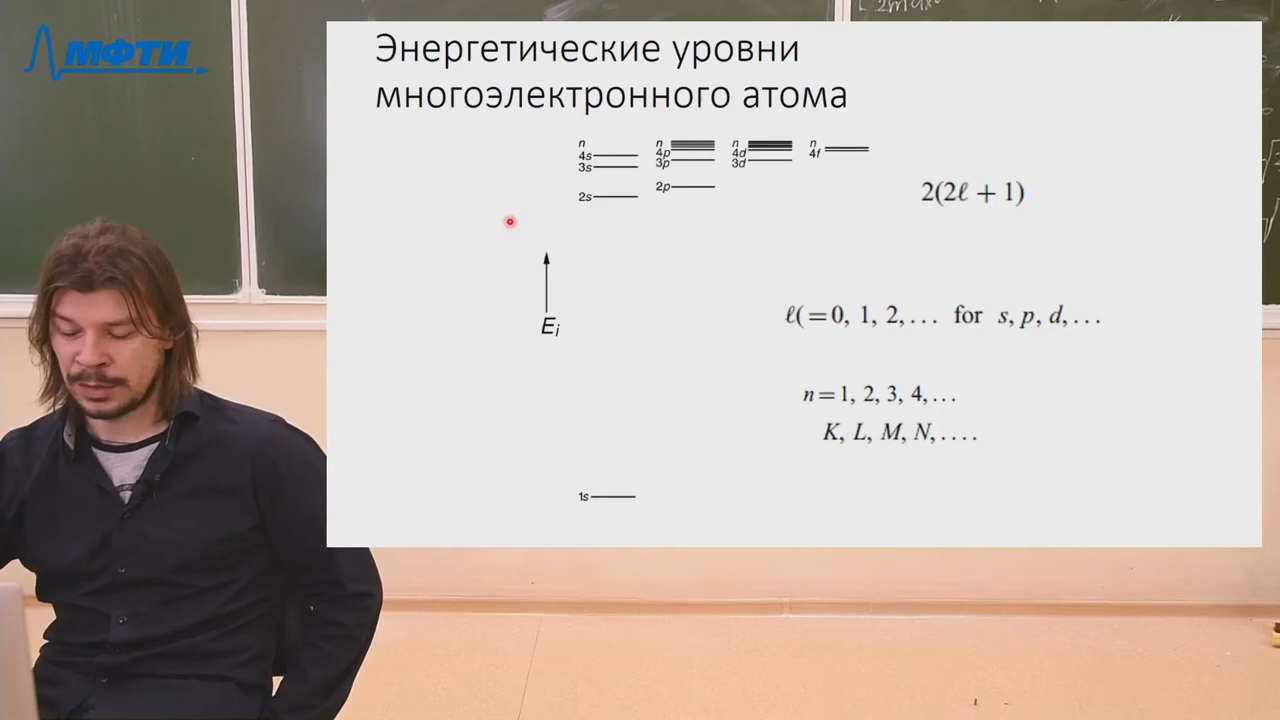 МФТИ
Энергетические уровни
многоэлектронного атома
n n n n
4s 4p 4d 4f
3s 3p 3d
2s 2p
2(2ℓ + 1)
E_i
ℓ(=0, 1, 2,... for s, p, d,...
n=1, 2, 3, 4,...
K, L, M, N,....
1s